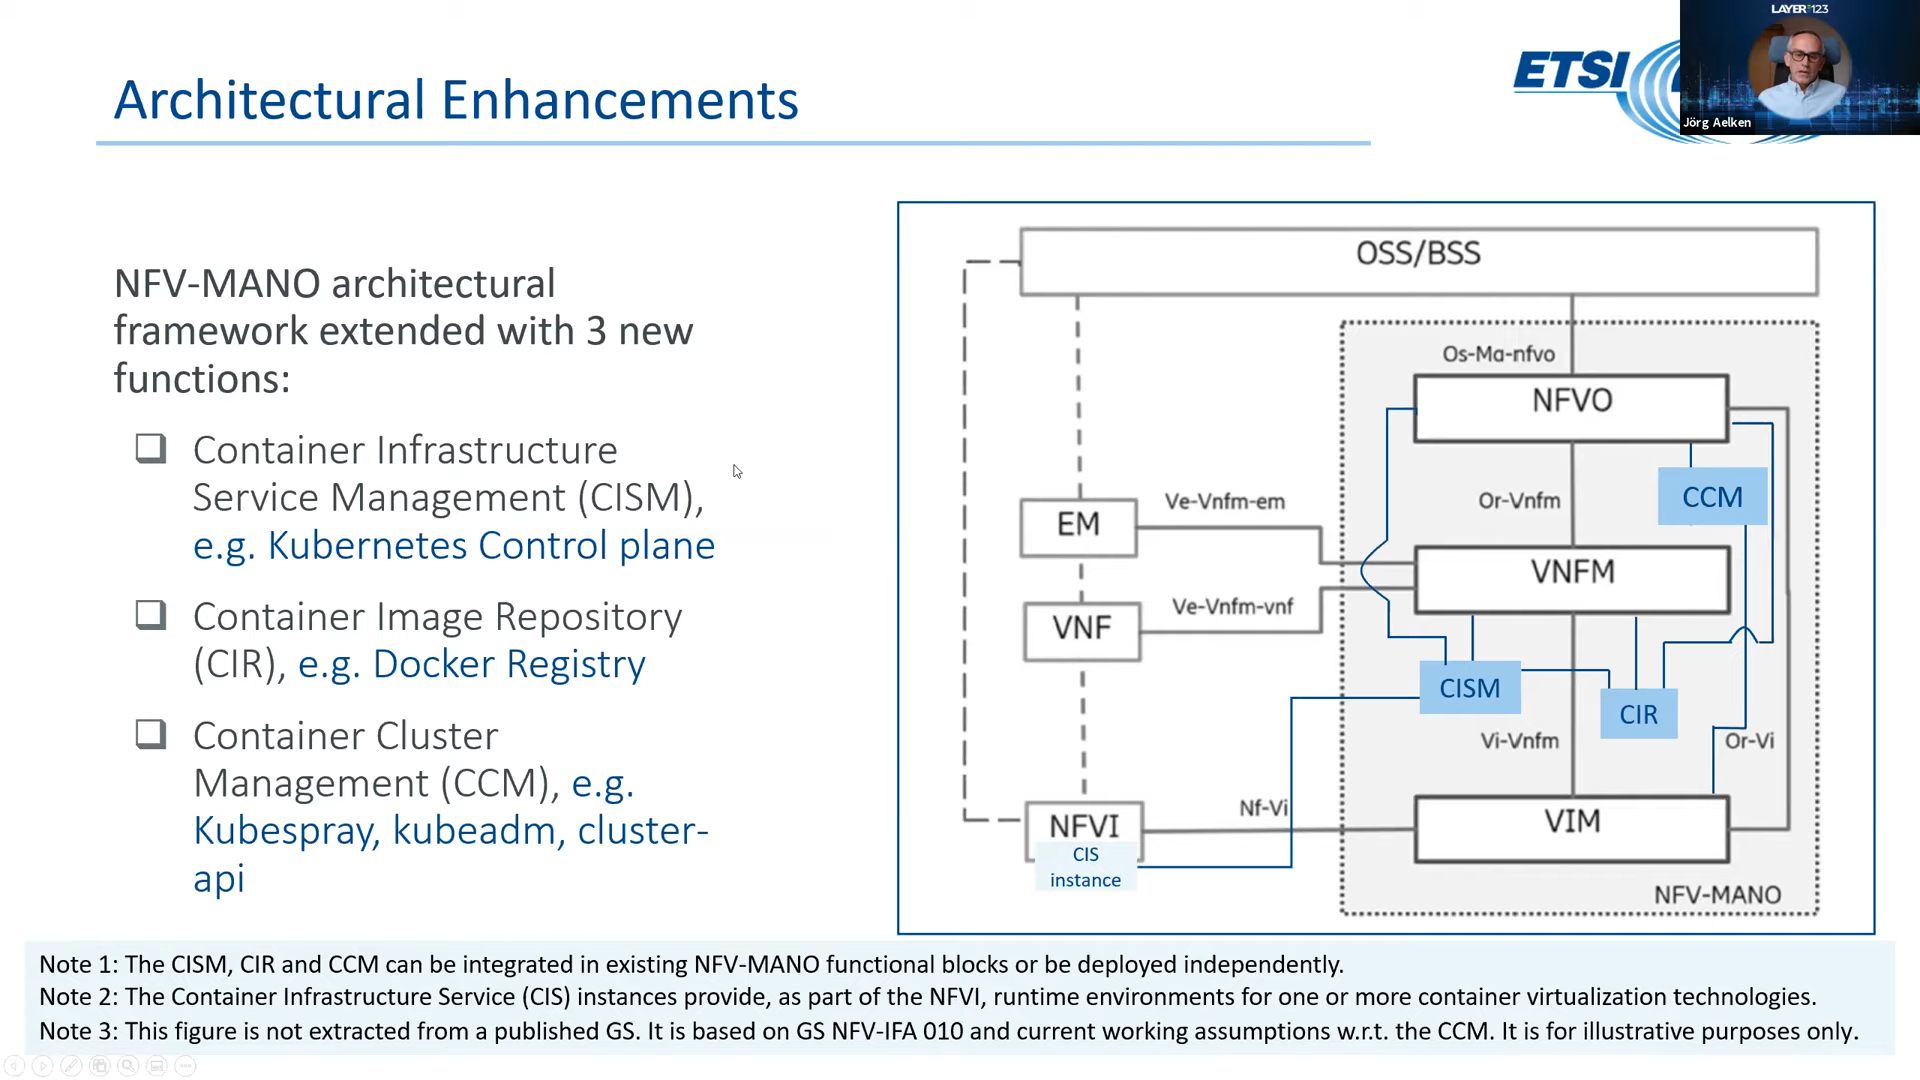 LAYER123
Jörg Aelken
ETSI
Architectural Enhancements
NFV-MANO architectural
framework extended with 3 new
functions:
Container Infrastructure
Service Management (CISM),
e.g. Kubernetes Control plane
Container Image Repository
(CIR), e.g. Docker Registry
Container Cluster
Management (CCM), e.g.
Kubespray, kubeadm, cluster-
api
OSS/BSS
Os-Ma-nfvo
NFVO
CCM
Or-Vnfm
Ve-Vnfm-em
EM
VNFM
Ve-Vnfm-vnf
VNF
CISM
CIR
Vi-Vnfm
Or-Vi
Nf-Vi
NFVI
VIM
CIS
instance
NFV-MANO
Note 1: The CISM, CIR and CCM can be integrated in existing NFV-MANO functional blocks or be deployed independently.
Note 2: The Container Infrastructure Service (CIS) instances provide, as part of the NFVI, runtime environments for one or more container virtualization technologies.
Note 3: This figure is not extracted from a published GS. It is based on GS NFV-IFA 010 and current working assumptions w.r.t. the CCM. It is for illustrative purposes only.